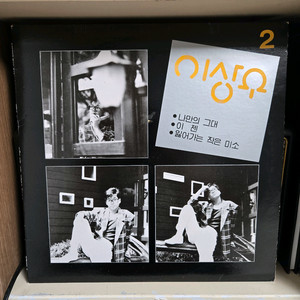 2
이상우
• 나만의 그대
• 이 젠
• 잃어가는 작은 미소